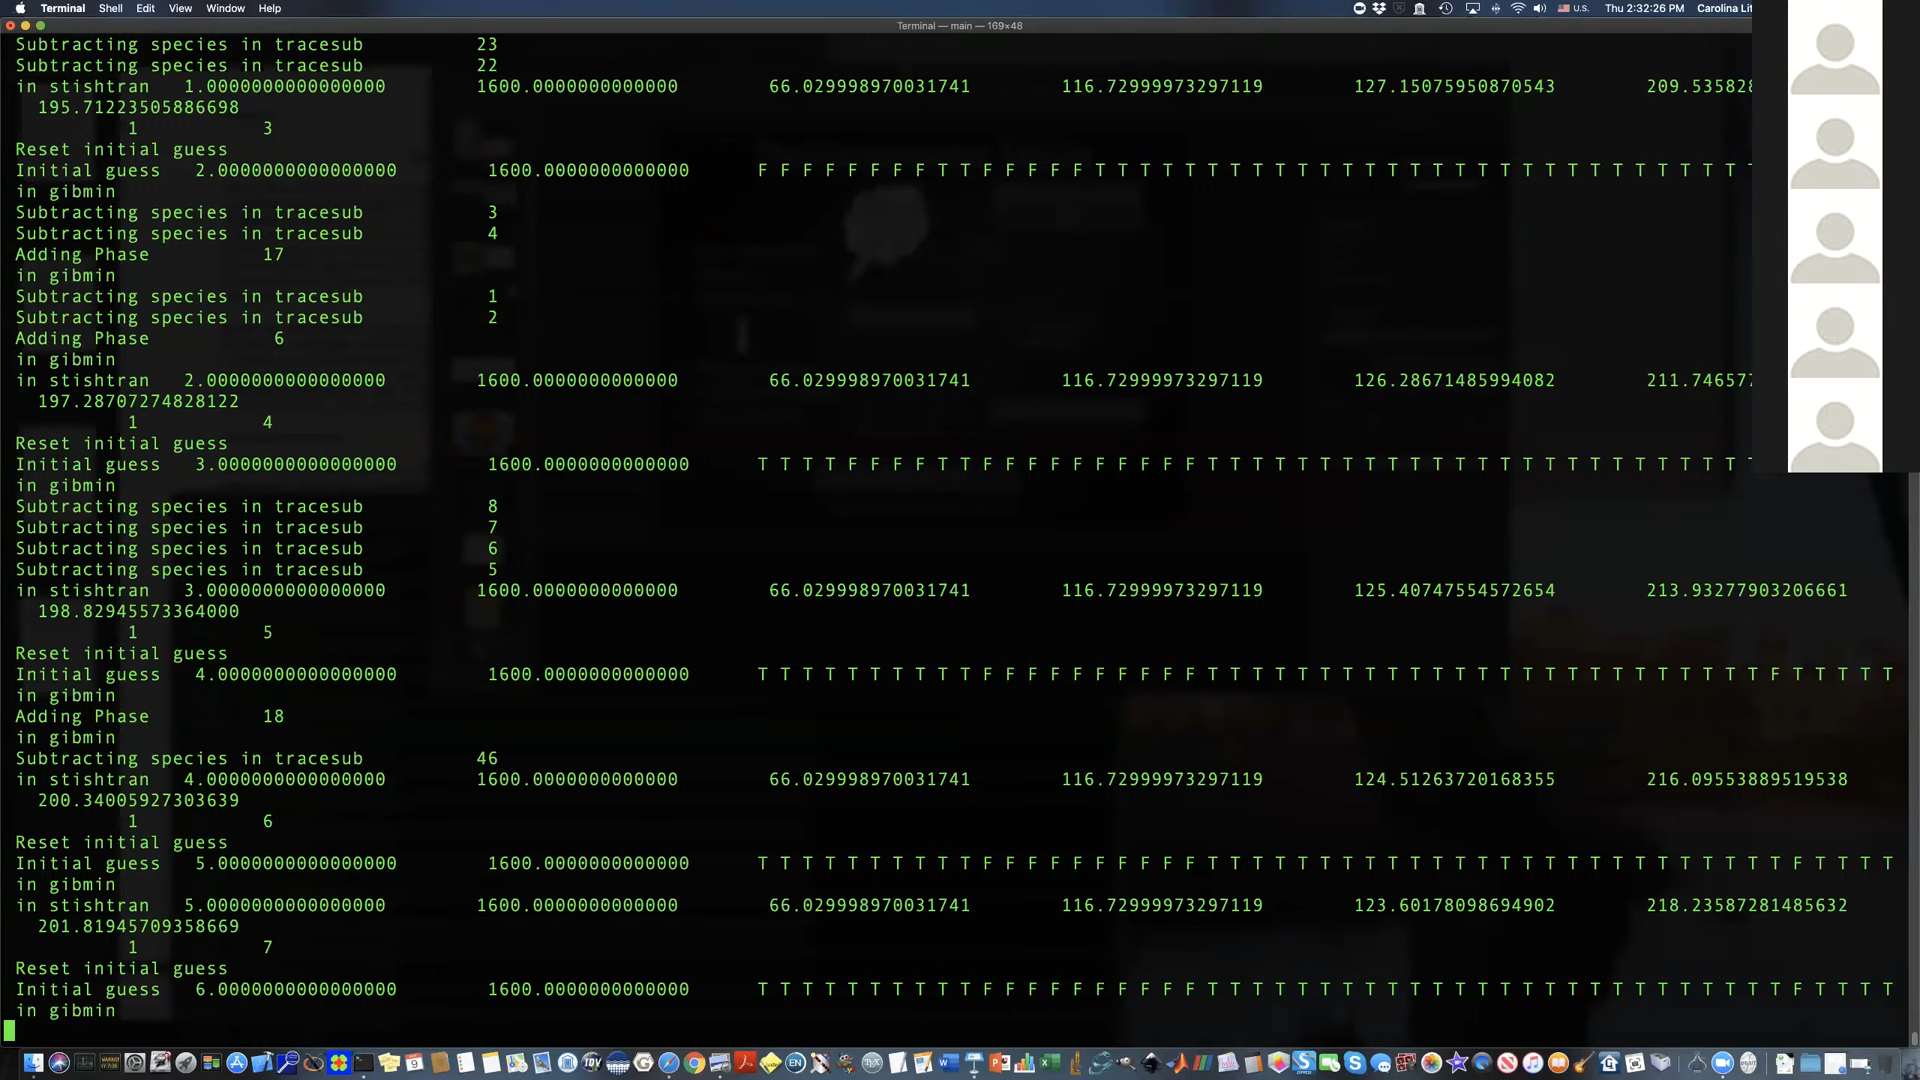 Terminal Shell Edit View Window Help U.S. Thu 2:32:26 PM Carolina Lit
Terminal — main — 169×48
Subtracting species in tracesub 23
Subtracting species in tracesub 22
in stishtran 1.0000000000000000 1600.0000000000000 66.029998970031741 116.72999973297119 127.15075950870543 209.535828
195.71223505886698
1 3
Reset initial guess
Initial guess 2.0000000000000000 1600.0000000000000 F F F F F F F F T T F F F F F T T T T T T T T T T T T T T T T T T T T T T T T T T T T
in gibmin
Subtracting species in tracesub 3
Subtracting species in tracesub 4
Adding Phase 17
in gibmin
Subtracting species in tracesub 1
Subtracting species in tracesub 2
Adding Phase 6
in gibmin
in stishtran 2.0000000000000000 1600.0000000000000 66.029998970031741 116.72999973297119 126.28671485994082 211.74657
197.28707274828122
1 4
Reset initial guess
Initial guess 3.0000000000000000 1600.0000000000000 T T T T F F F F T T F F F F F F F F F F T T T T T T T T T T T T T T T T T T T T T T T T
in gibmin
Subtracting species in tracesub 8
Subtracting species in tracesub 7
Subtracting species in tracesub 6
Subtracting species in tracesub 5
in stishtran 3.0000000000000000 1600.0000000000000 66.029998970031741 116.72999973297119 125.40747554572654 213.93277903206661
198.82945573364000
1 5
Reset initial guess
Initial guess 4.0000000000000000 1600.0000000000000 T T T T T T T T T T F F F F F F F F F F T T T T T T T T T T T T T T T T T T T T T T T T T F T T T T T
in gibmin
Adding Phase 18
in gibmin
Subtracting species in tracesub 46
in stishtran 4.0000000000000000 1600.0000000000000 66.029998970031741 116.72999973297119 124.51263720168355 216.09553889519538
200.34005927303639
1 6
Reset initial guess
Initial guess 5.0000000000000000 1600.0000000000000 T T T T T T T T T T F F F F F F F F F F T T T T T T T T T T T T T T T T T T T T T T T T T T F T T T T
in gibmin
in stishtran 5.0000000000000000 1600.0000000000000 66.029998970031741 116.72999973297119 123.60178098694902 218.23587281485632
201.81945709358669
1 7
Reset initial guess
Initial guess 6.0000000000000000 1600.0000000000000 T T T T T T T T T T F F F F F F F F F F T T T T T T T T T T T T T T T T T T T T T T T T T T F T T T T
in gibmin